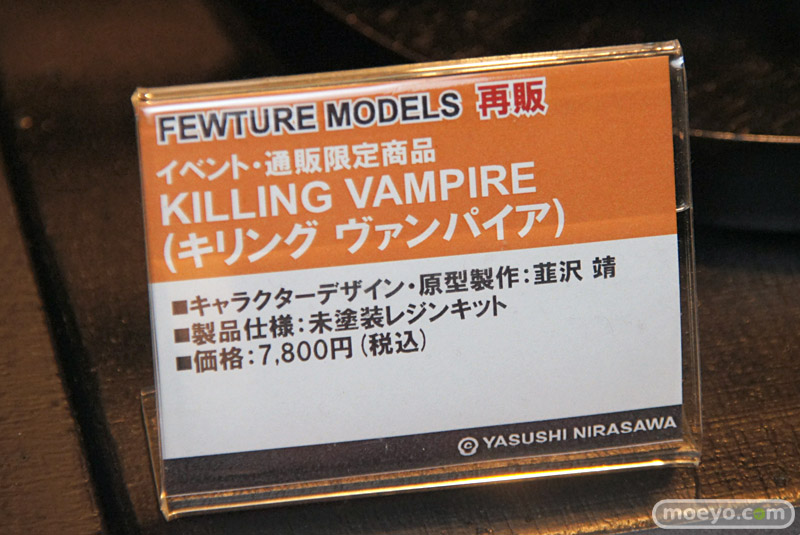 FEWTURE MODELS 再販
イベント・通販限定商品
KILLING VAMPIRE
(キリング ヴァンパイア)
■キャラクターデザイン・原型製作：韮沢 靖
■製品仕様：未塗装レジンキット
■価格：7,800円(税込)
© YASUSHI NIRASAWA
moeyo.com